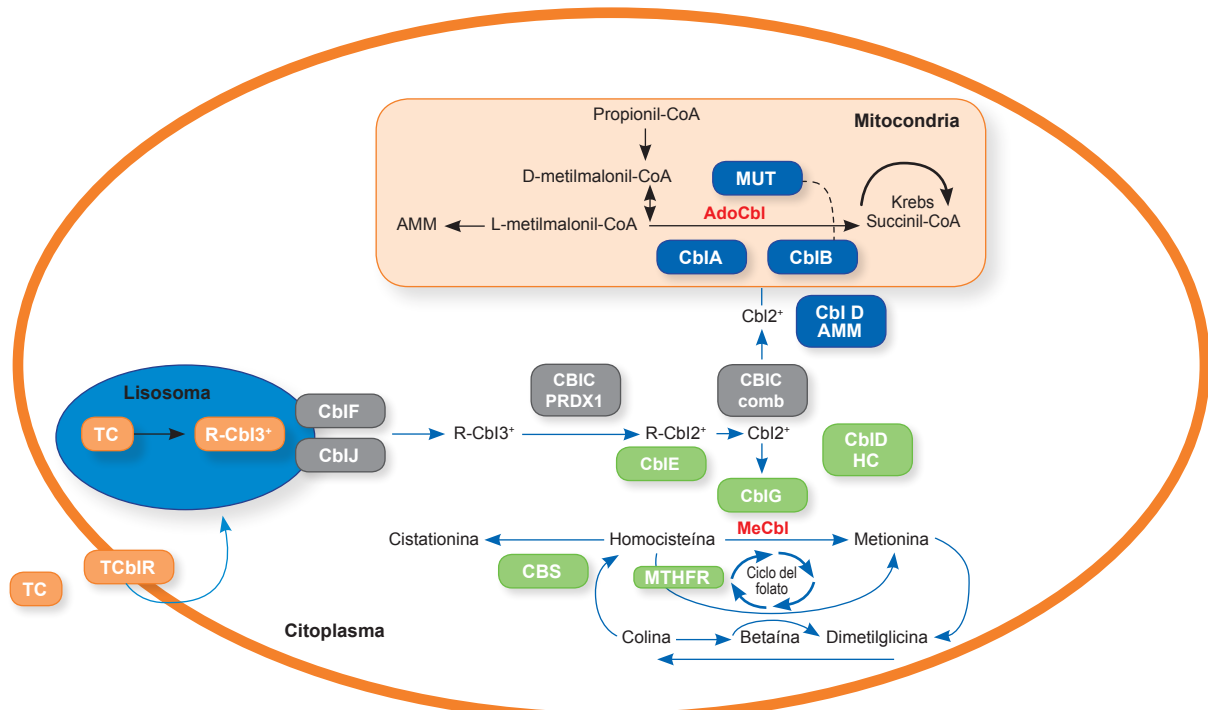 Propionil-CoA
Mitocondria
D-metilmalonil-CoA
MUT
Krebs
AdoCbl
AMM
L-metilmalonil-CoA
Succinil-CoA
CblA
CblB
Cbl2⁺
Cbl D
AMM
Lisosoma
CBIC
PRDX1
CBIC
comb
CblF
TC
R-Cbl3⁺
R-Cbl3⁺
R-Cbl2⁺
Cbl2⁺
CblD
HC
CblJ
CblE
CblG
MeCbl
Cistationina
Homocisteína
Metionina
TCblR
CBS
MTHFR
Ciclo del
folato
TC
Citoplasma
Colina
Betaína
Dimetilglicina